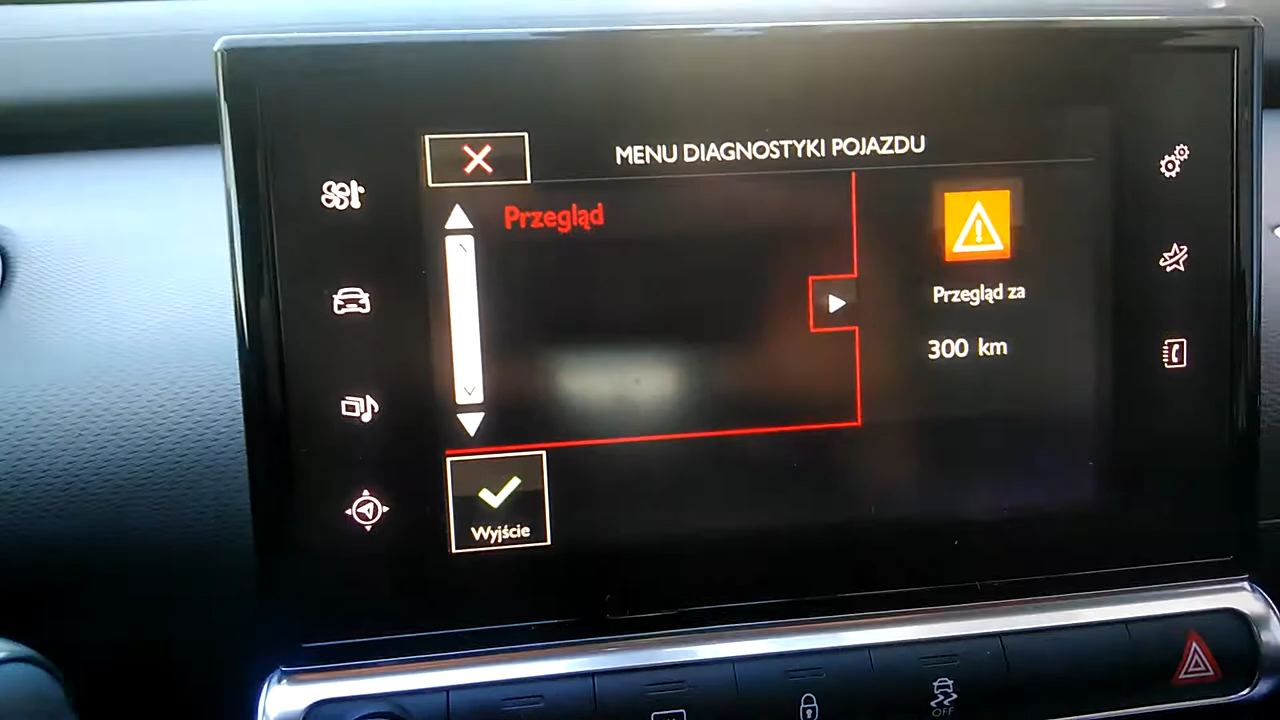 MENU DIAGNOSTYKI POJAZDU
Przegląd
Przegląd za
300 km
Wyjście
OFF